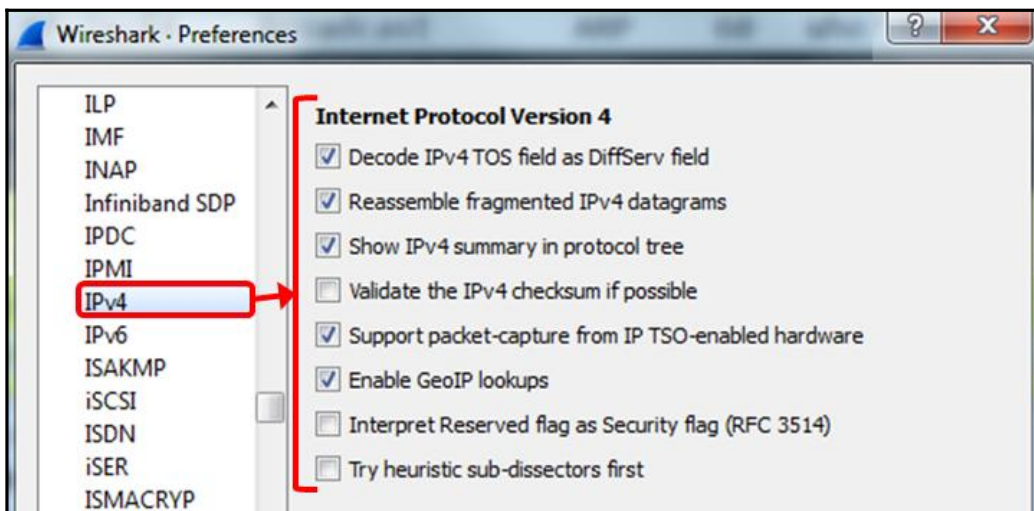 Wireshark · Preferences
ILP
IMF
INAP
Infiniband SDP
IPDC
IPMI
IPv4
IPv6
ISAKMP
iSCSI
ISDN
iSER
ISMACRYP
Internet Protocol Version 4
Decode IPv4 TOS field as DiffServ field
Reassemble fragmented IPv4 datagrams
Show IPv4 summary in protocol tree
Validate the IPv4 checksum if possible
Support packet-capture from IP TSO-enabled hardware
Enable GeoIP lookups
Interpret Reserved flag as Security flag (RFC 3514)
Try heuristic sub-dissectors first